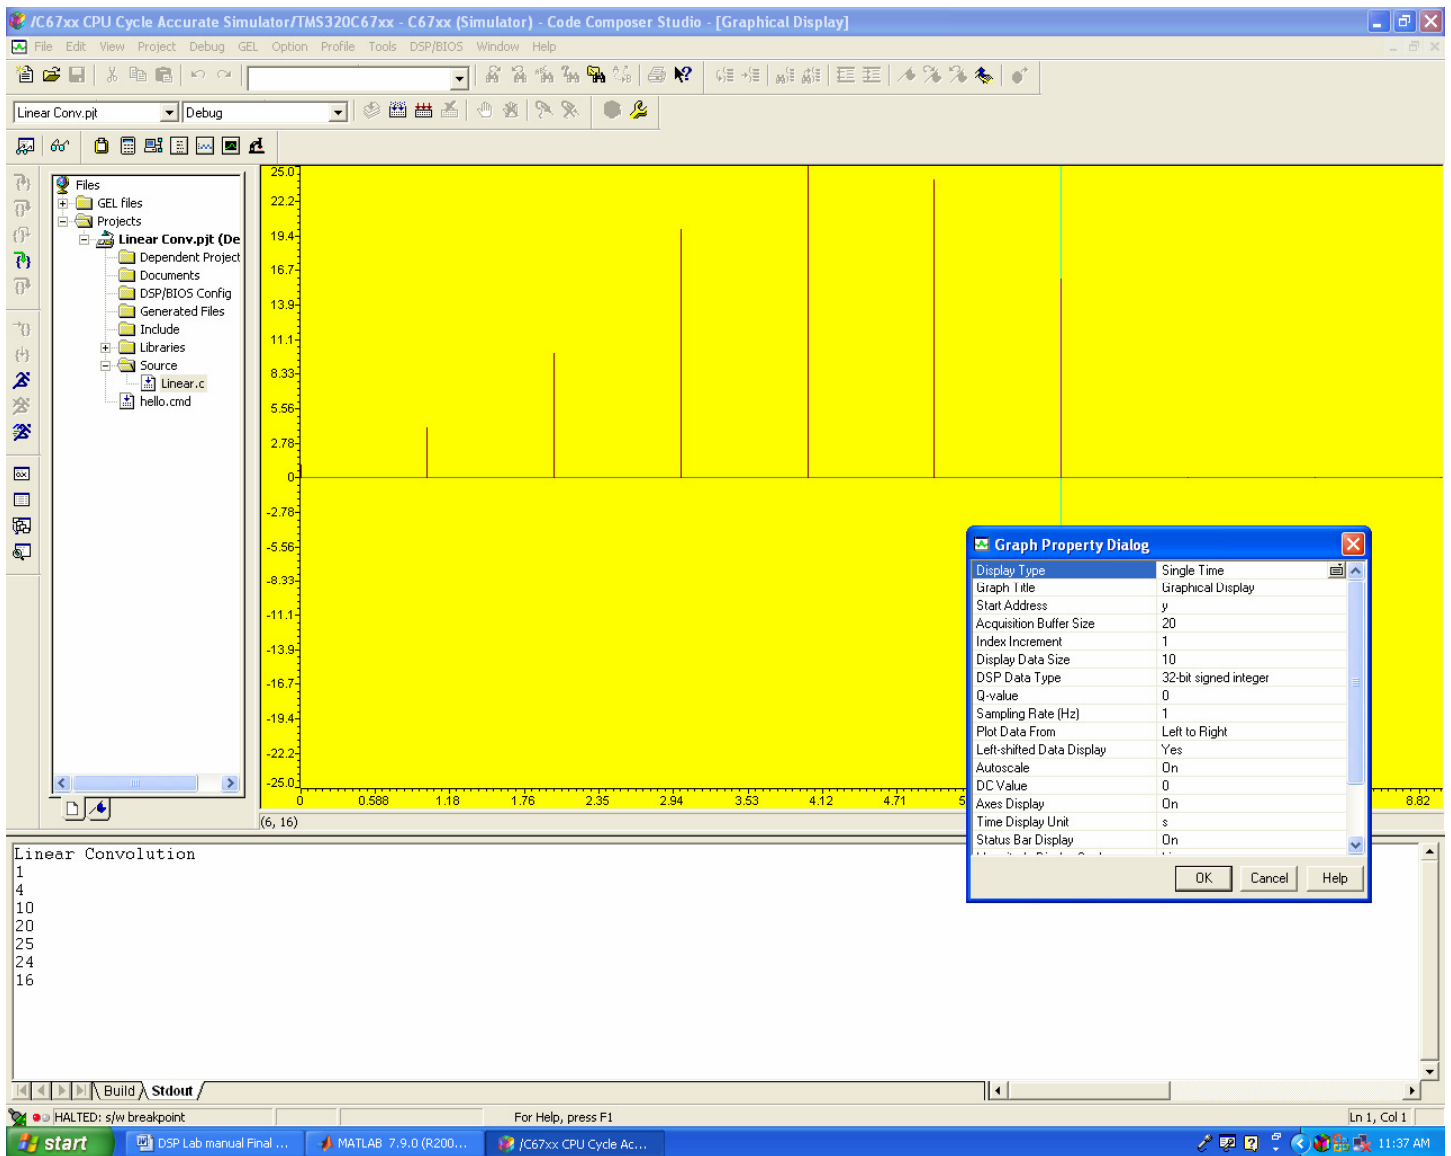 /C67xx CPU Cycle Accurate Simulator/TMS320C67xx - C67xx (Simulator) - Code Composer Studio - [Graphical Display]
File Edit View Project Debug GEL Option Profile Tools DSP/BIOS Window Help
Linear Conv.pjt Debug
Files
GEL files
Projects
Linear Conv.pjt (De
Dependent Project
Documents
DSP/BIOS Config
Generated Files
Include
Libraries
Source
Linear.c
hello.cmd
25.0
22.2
19.4
16.7
13.9
11.1
8.33
5.56
2.78
0
-2.78
-5.56
-8.33
-11.1
-13.9
-16.7
-19.4
-22.2
-25.0
0 0.588 1.18 1.76 2.35 2.94 3.53 4.12 4.71 5 8.82
(6, 16)
Graph Property Dialog
Display Type Single Time
Graph Title Graphical Display
Start Address y
Acquisition Buffer Size 20
Index Increment 1
Display Data Size 10
DSP Data Type 32-bit signed integer
Q-value 0
Sampling Rate (Hz) 1
Plot Data From Left to Right
Left-shifted Data Display Yes
Autoscale On
DC Value 0
Axes Display On
Time Display Unit s
Status Bar Display On
OK Cancel Help
Linear Convolution
1
4
10
20
25
24
16
Build Stdout
HALTED: s/w breakpoint For Help, press F1 Ln 1, Col 1
start DSP Lab manual Final ... MATLAB 7.9.0 (R200... /C67xx CPU Cycle Ac... 11:37 AM